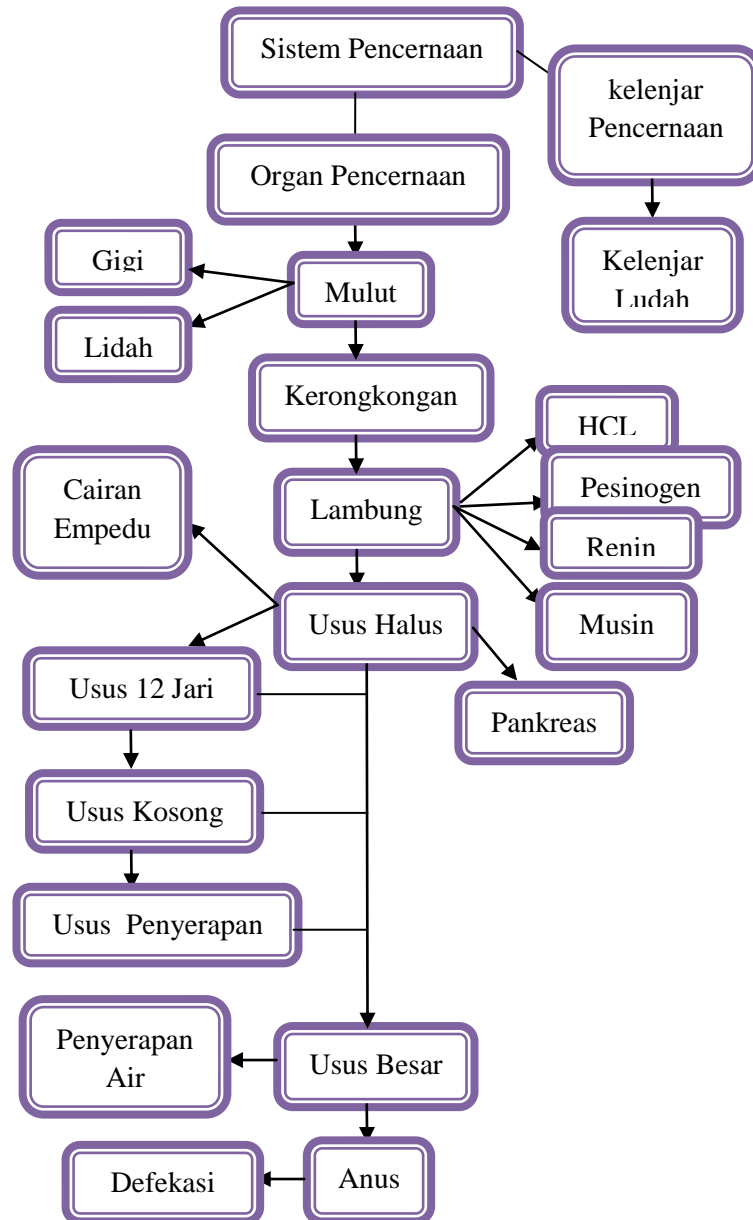 Sistem Pencernaan
kelenjar
Pencernaan
Organ Pencernaan
Kelenjar
Ludah
Gigi
Mulut
Lidah
Kerongkongan
HCL
Cairan
Empedu
Lambung
Pesinogen
Renin
Usus Halus
Musin
Usus 12 Jari
Pankreas
Usus Kosong
Usus Penyerapan
Penyerapan
Air
Usus Besar
Defekasi
Anus